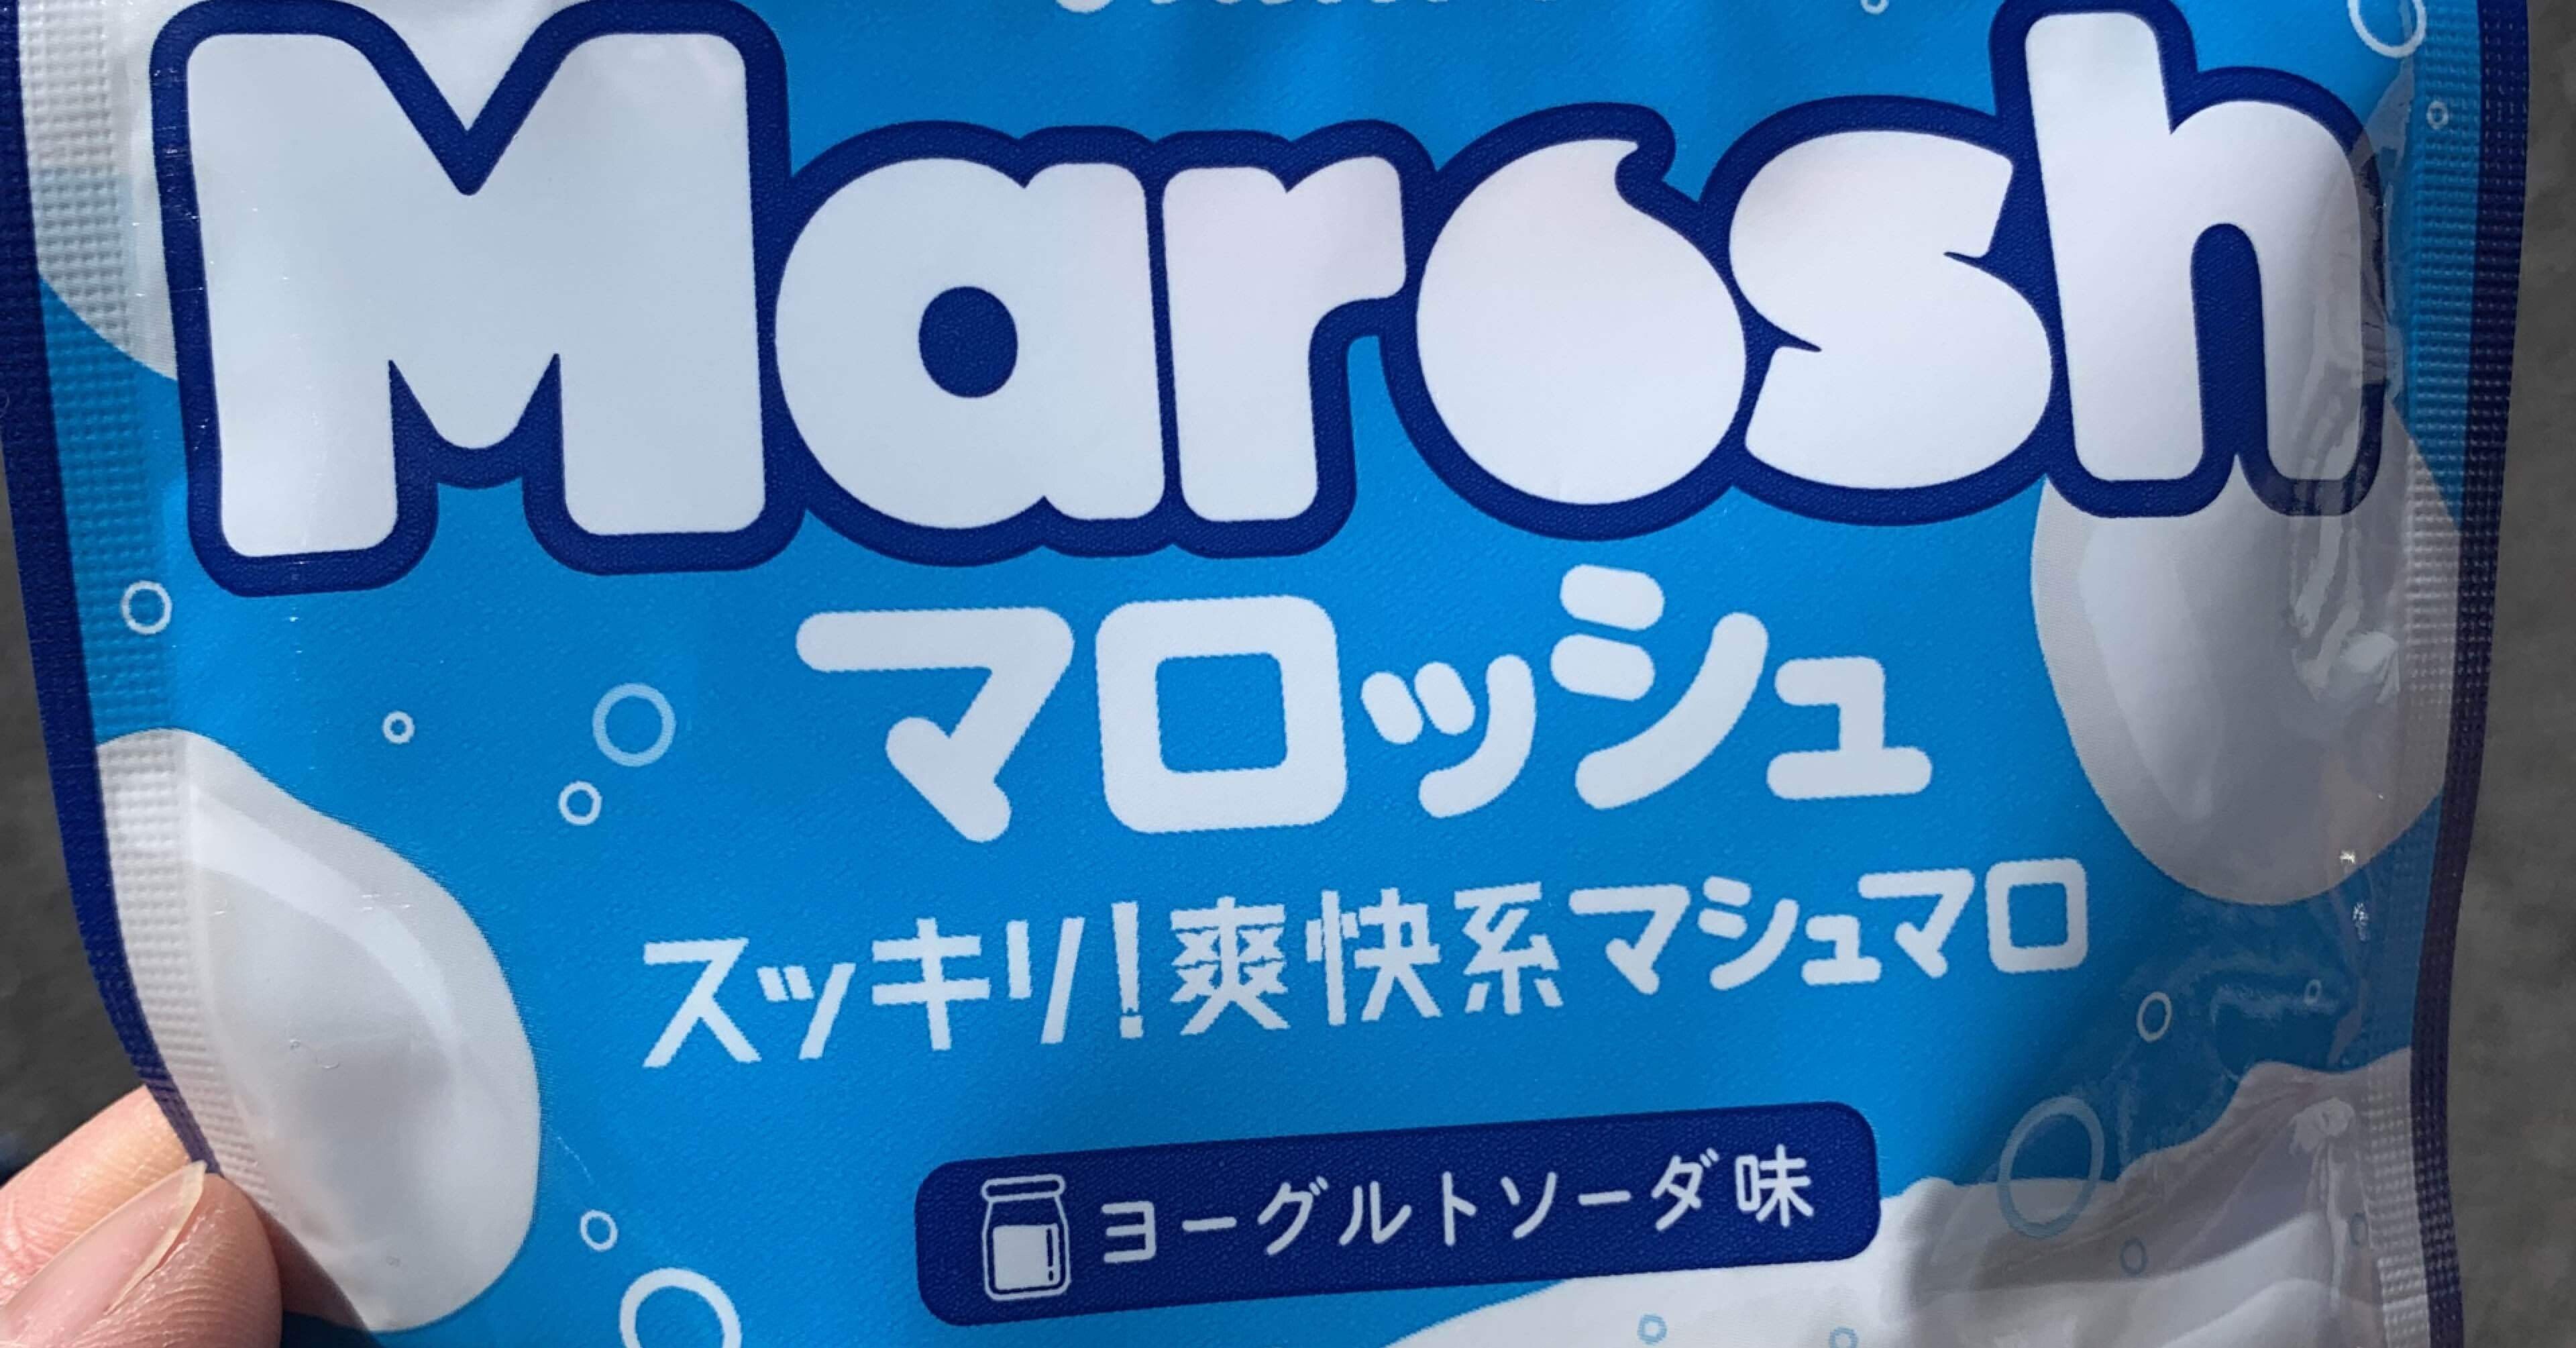 Marosh
マロッシュ
スッキリ!爽快系マシュマロ
ヨーグルトソーダ味